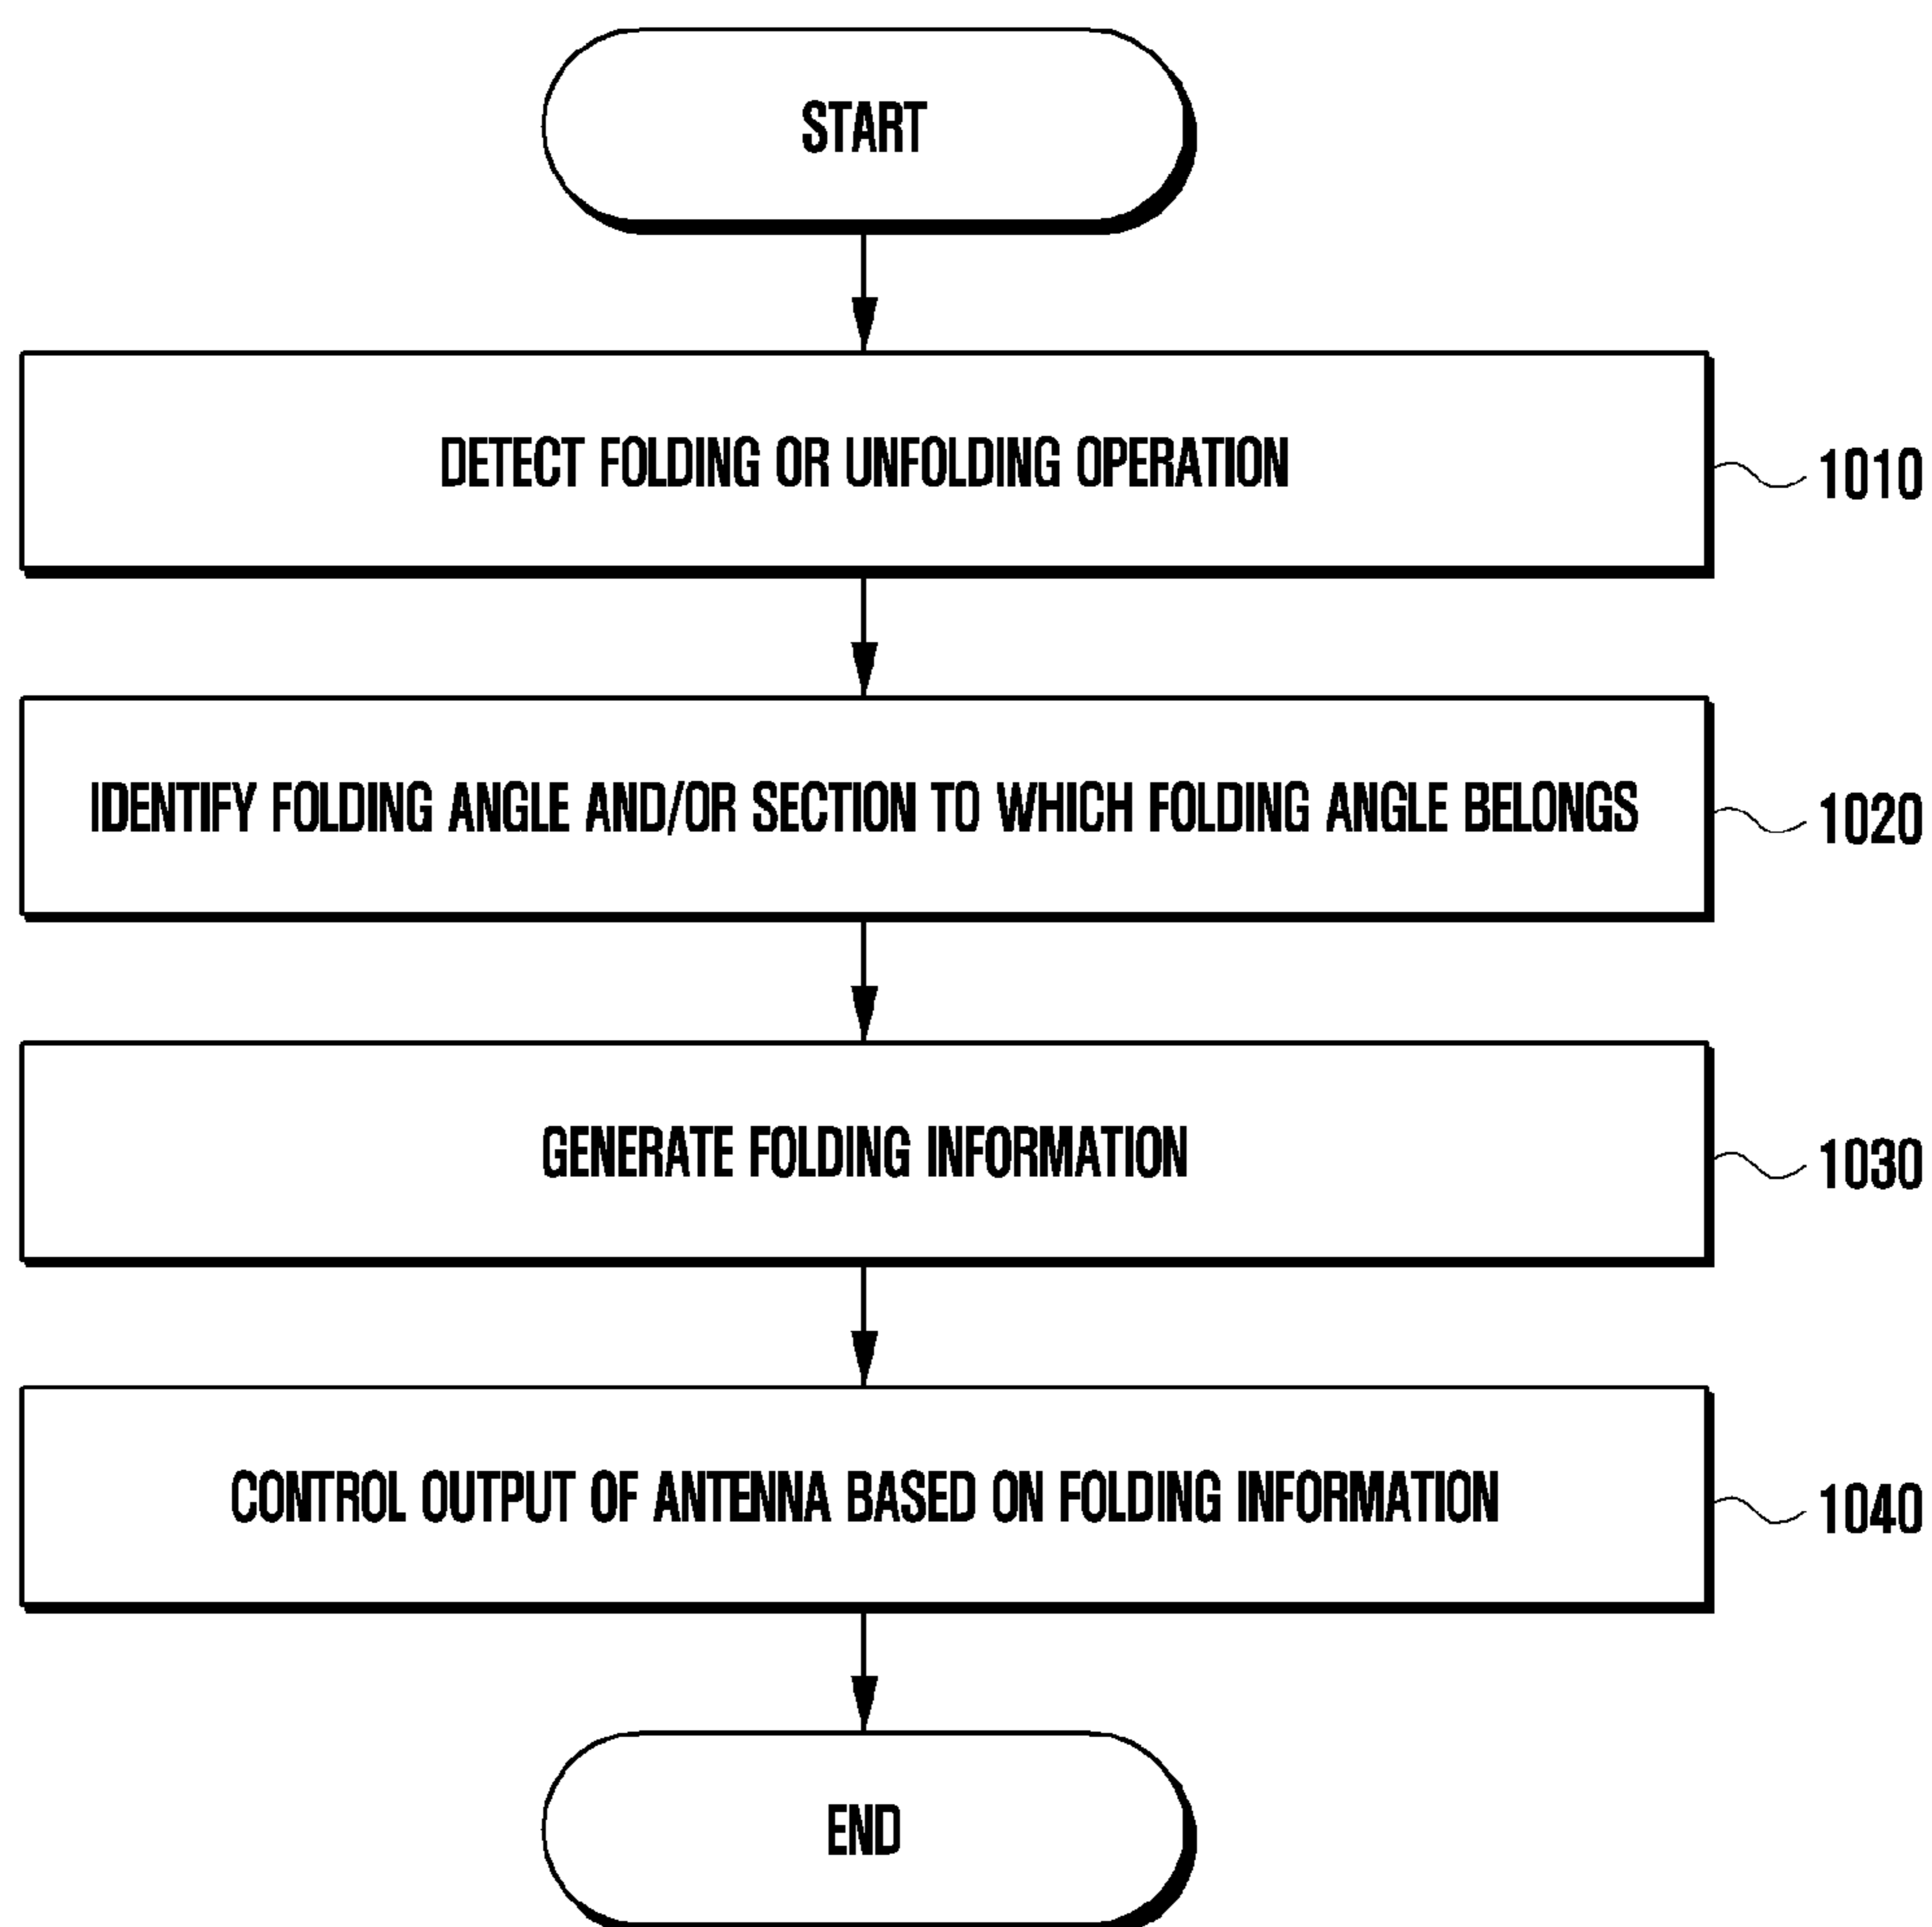 START
DETECT FOLDING OR UNFOLDING OPERATION
1010
IDENTIFY FOLDING ANGLE AND/OR SECTION TO WHICH FOLDING ANGLE BELONGS
1020
GENERATE FOLDING INFORMATION
1030
CONTROL OUTPUT OF ANTENNA BASED ON FOLDING INFORMATION
1040
END